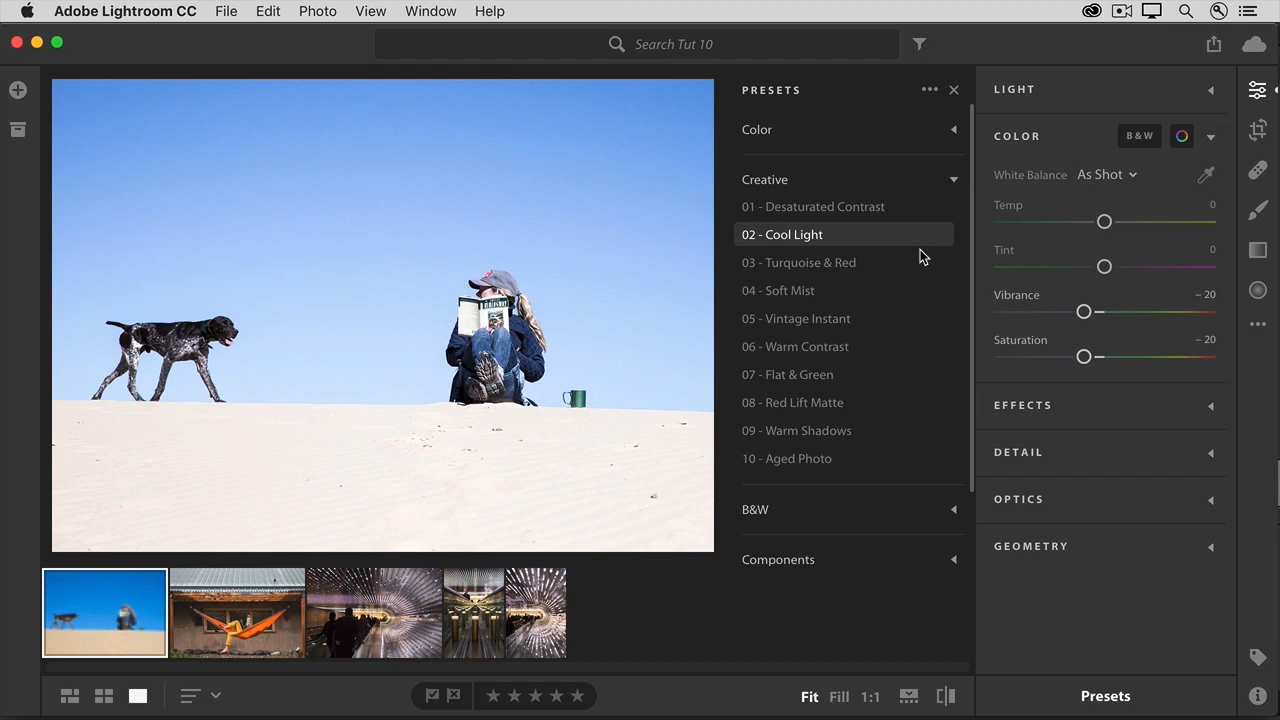 Adobe Lightroom CC File Edit Photo View Window Help
Search Tut 10
PRESETS
Color
Creative
01 - Desaturated Contrast
02 - Cool Light
03 - Turquoise & Red
04 - Soft Mist
05 - Vintage Instant
06 - Warm Contrast
07 - Flat & Green
08 - Red Lift Matte
09 - Warm Shadows
10 - Aged Photo
B&W
Components
LIGHT
COLOR B&W
White Balance As Shot
Temp 0
Tint 0
Vibrance – 20
Saturation – 20
EFFECTS
DETAIL
OPTICS
GEOMETRY
Fit Fill 1:1
Presets